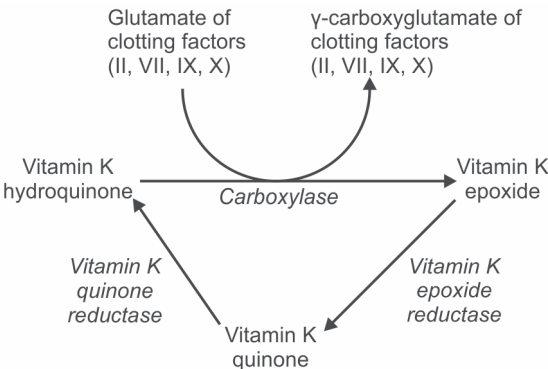 Glutamate of
clotting factors
(II, VII, IX, X)
γ-carboxyglutamate of
clotting factors
(II, VII, IX, X)
Vitamin K
hydroquinone
Carboxylase
Vitamin K
epoxide
Vitamin K
quinone
reductase
Vitamin K
epoxide
reductase
Vitamin K
quinone